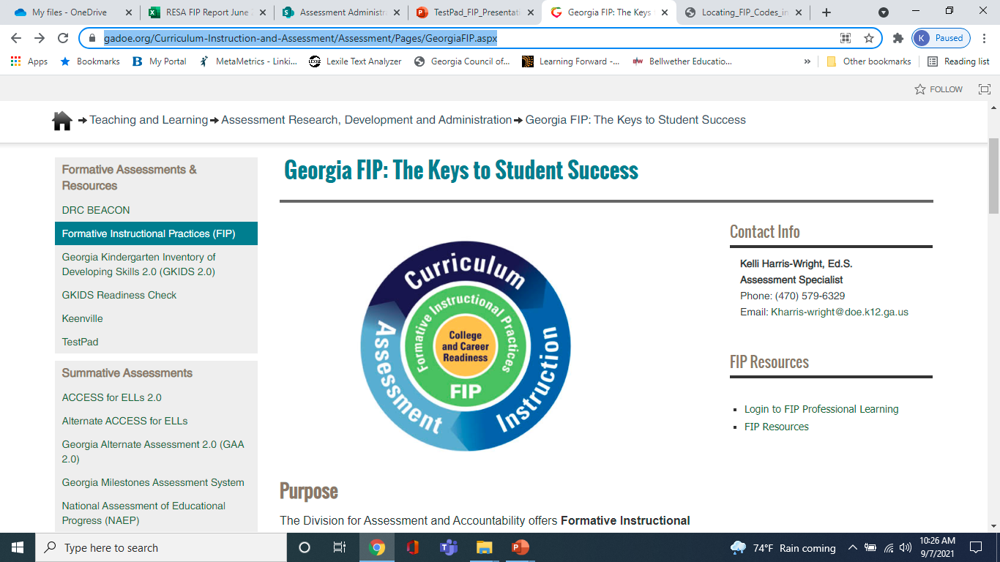 My files - OneDrive
RESA FIP Report June 2
Assessment Administra
TestPad_FIP_Presentati
Georgia FIP: The Keys
Locating_FIP_Codes_in
gadoe.org/Curriculum-Instruction-and-Assessment/Assessment/Pages/GeorgiaFIP.aspx
K Paused
Apps
Bookmarks
B My Portal
MetaMetrics - Linki...
LEXILE Lexile Text Analyzer
Georgia Council of...
Learning Forward -...
Bellwether Educatio...
»
Other bookmarks
Reading list
FOLLOW
Teaching and Learning → Assessment Research, Development and Administration → Georgia FIP: The Keys to Student Success
Formative Assessments &
Resources
DRC BEACON
Formative Instructional Practices (FIP)
Georgia Kindergarten Inventory of
Developing Skills 2.0 (GKIDS 2.0)
GKIDS Readiness Check
Keenville
TestPad
Summative Assessments
ACCESS for ELLs 2.0
Alternate ACCESS for ELLs
Georgia Alternate Assessment 2.0 (GAA
2.0)
Georgia Milestones Assessment System
National Assessment of Educational
Progress (NAEP)
Georgia FIP: The Keys to Student Success
Curriculum
Instruction
Assessment
Formative Instructional Practices
FIP
College
and Career
Readiness
Purpose
The Division for Assessment and Accountability offers Formative Instructional
Contact Info
Kelli Harris-Wright, Ed.S.
Assessment Specialist
Phone: (470) 579-6329
Email: Kharris-wright@doe.k12.ga.us
FIP Resources
Login to FIP Professional Learning
FIP Resources
Type here to search
74°F Rain coming
10:26 AM
9/7/2021